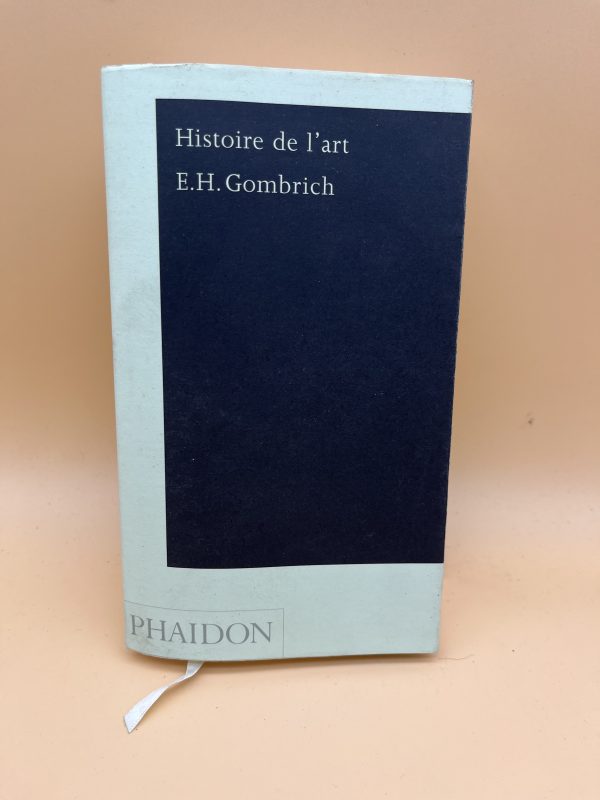 Histoire de l’art
E.H. Gombrich
PHAIDON